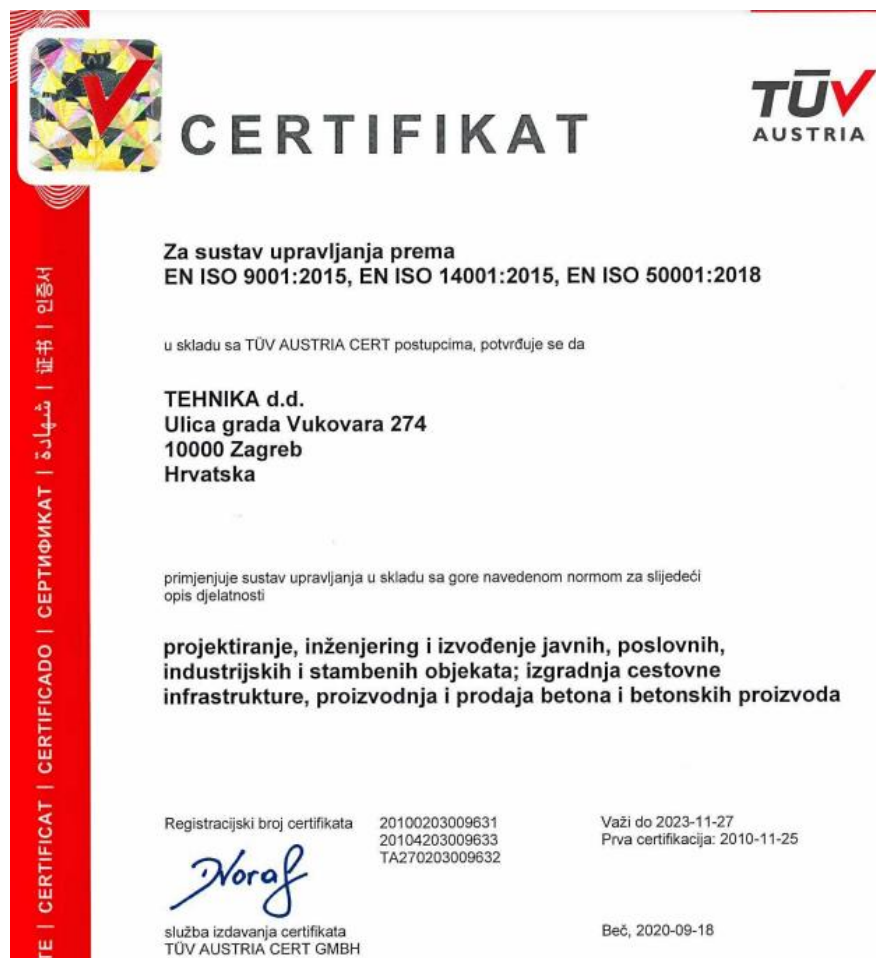 CERTIFIKAT
TÜV
AUSTRIA
Za sustav upravljanja prema
EN ISO 9001:2015, EN ISO 14001:2015, EN ISO 50001:2018
u skladu sa TÜV AUSTRIA CERT postupcima, potvrđuje se da
TEHNIKA d.d.
Ulica grada Vukovara 274
10000 Zagreb
Hrvatska
primjenjuje sustav upravljanja u skladu sa gore navedenom normom za slijedeći
opis djelatnosti
projektiranje, inženjering i izvođenje javnih, poslovnih,
industrijskih i stambenih objekata; izgradnja cestovne
infrastrukture, proizvodnja i prodaja betona i betonskih proizvoda
Registracijski broj certifikata 20100203009631 Važi do 2023-11-27
20104203009633 Prva certifikacija: 2010-11-25
TA270203009632
služba izdavanja certifikata Beč, 2020-09-18
TÜV AUSTRIA CERT GMBH
TE | CERTIFICAT | CERTIFICADO | СЕРТИФИКАТ | شهادة | 证书 | 인증서